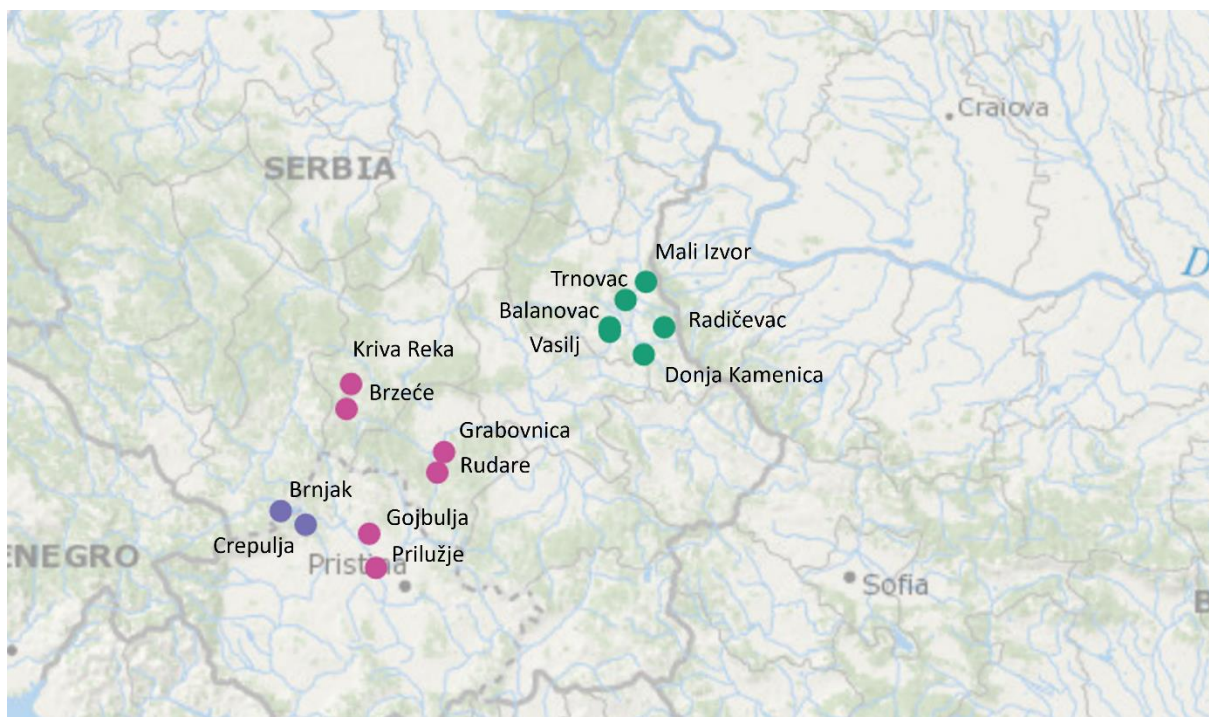 Craiova
SERBIA
Mali Izvor
D
Trnovac
Balanovac
Radičevac
Vasilj
Kriva Reka
Donja Kamenica
Brzeće
Grabovnica
Rudare
Brnjak
Gojbulja
Crepulja
ENEGRO
Prilužje
Pristina
Sofia
B